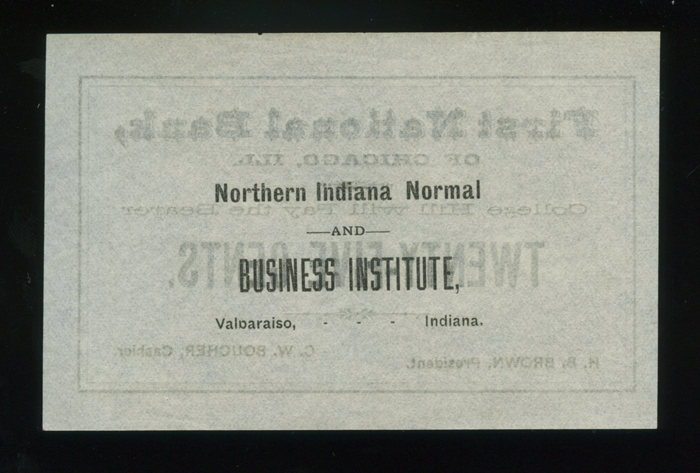 Northern Indiana Normal
—AND—
BUSINESS INSTITUTE,
Valparaiso, - - - Indiana.
First National Bank,
OF CHICAGO, ILL.
College Hill will Pay the Bearer
TWENTY-FIVE CENTS.
H. B. BROWN, President. C. W. BOUCHER, Cashier.